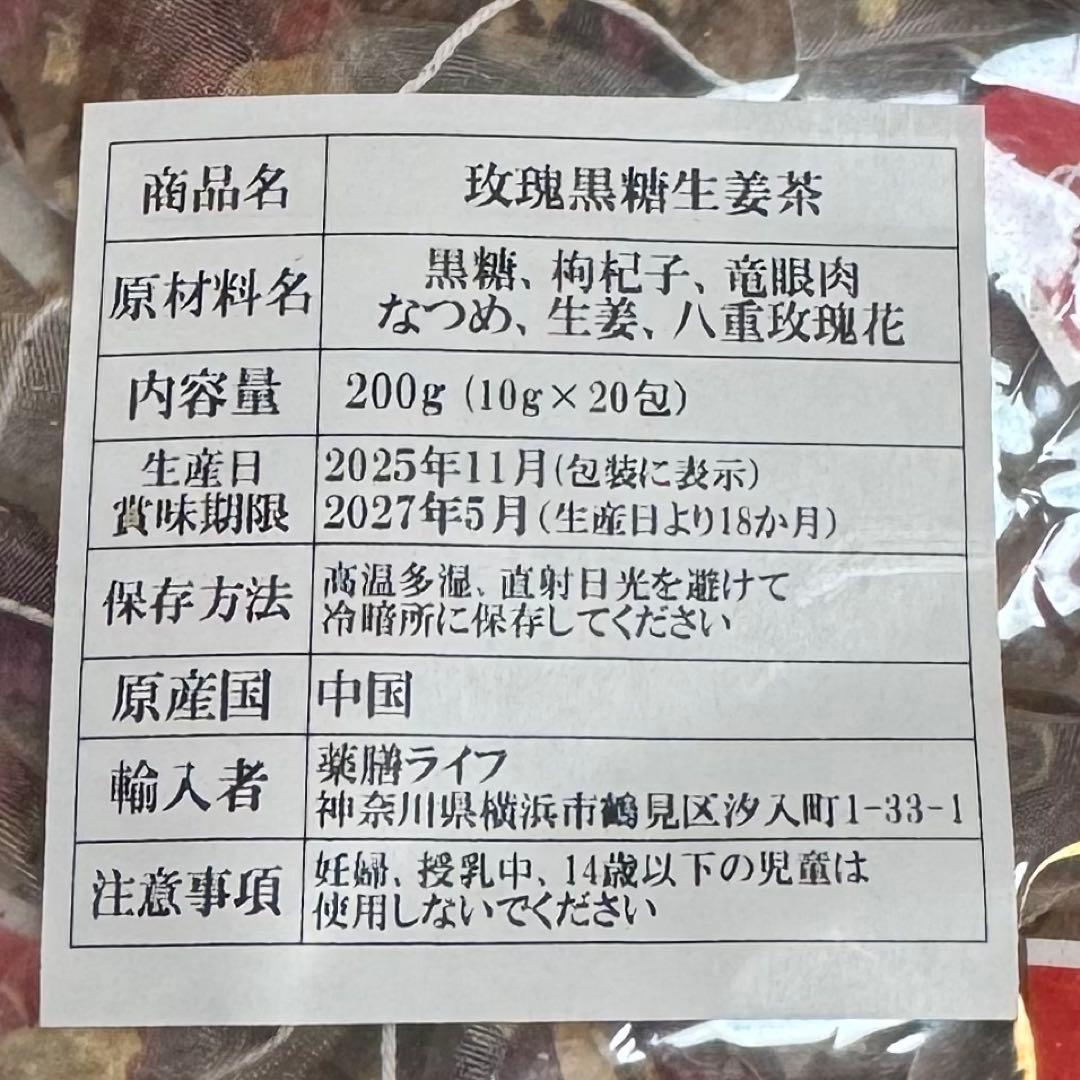 商品名 玫瑰黒糖生姜茶
原材料名 黒糖、枸杞子、竜眼肉
なつめ、生姜、八重玫瑰花
内容量 200g（10g×20包）
生産日 2025年11月(包装に表示)
賞味期限 2027年5月(生産日より18か月)
保存方法 高温多湿、直射日光を避けて
冷暗所に保存してください
原産国 中国
輸入者 薬膳ライフ
神奈川県横浜市鶴見区汐入町1-33-1
注意事項 妊婦、授乳中、14歳以下の児童は
使用しないでください